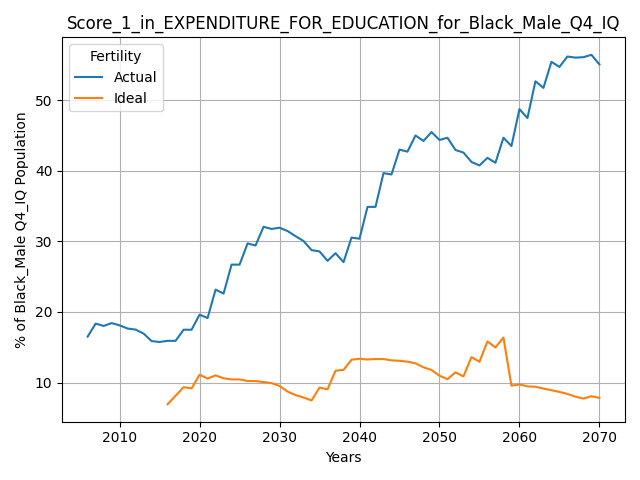 Score_1_in_EXPENDITURE_FOR_EDUCATION_for_Black_Male_Q4_IQ
Fertility
Actual
Ideal
% of Black_Male Q4_IQ Population
50
40
30
20
10
2010 2020 2030 2040 2050 2060 2070
Years